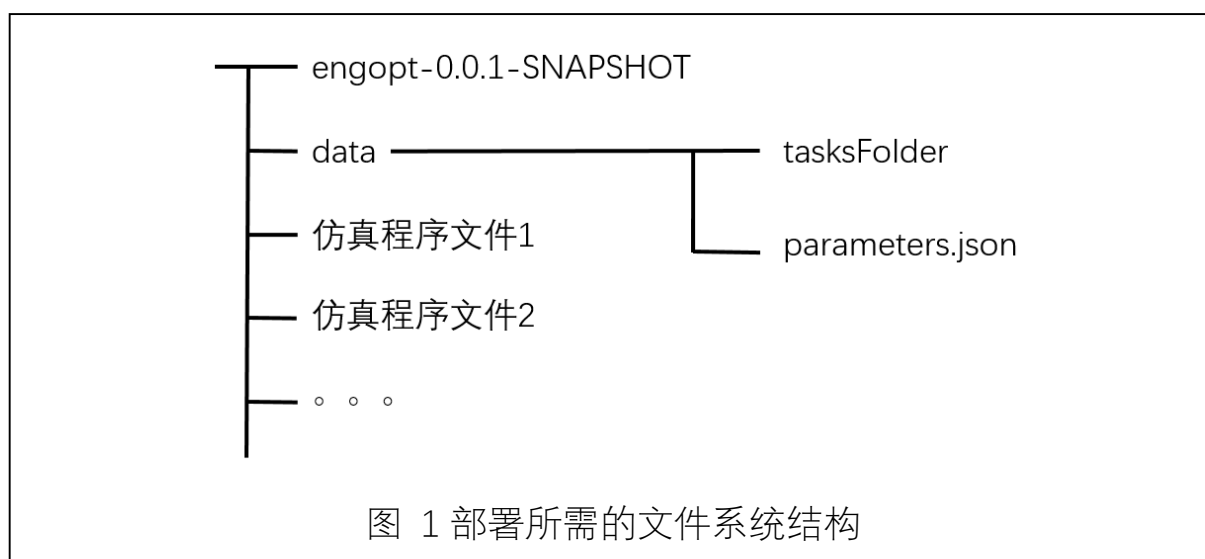 engopt-0.0.1-SNAPSHOT
data
tasksFolder
仿真程序文件1
parameters.json
仿真程序文件2
。。。
图 1 部署所需的文件系统结构